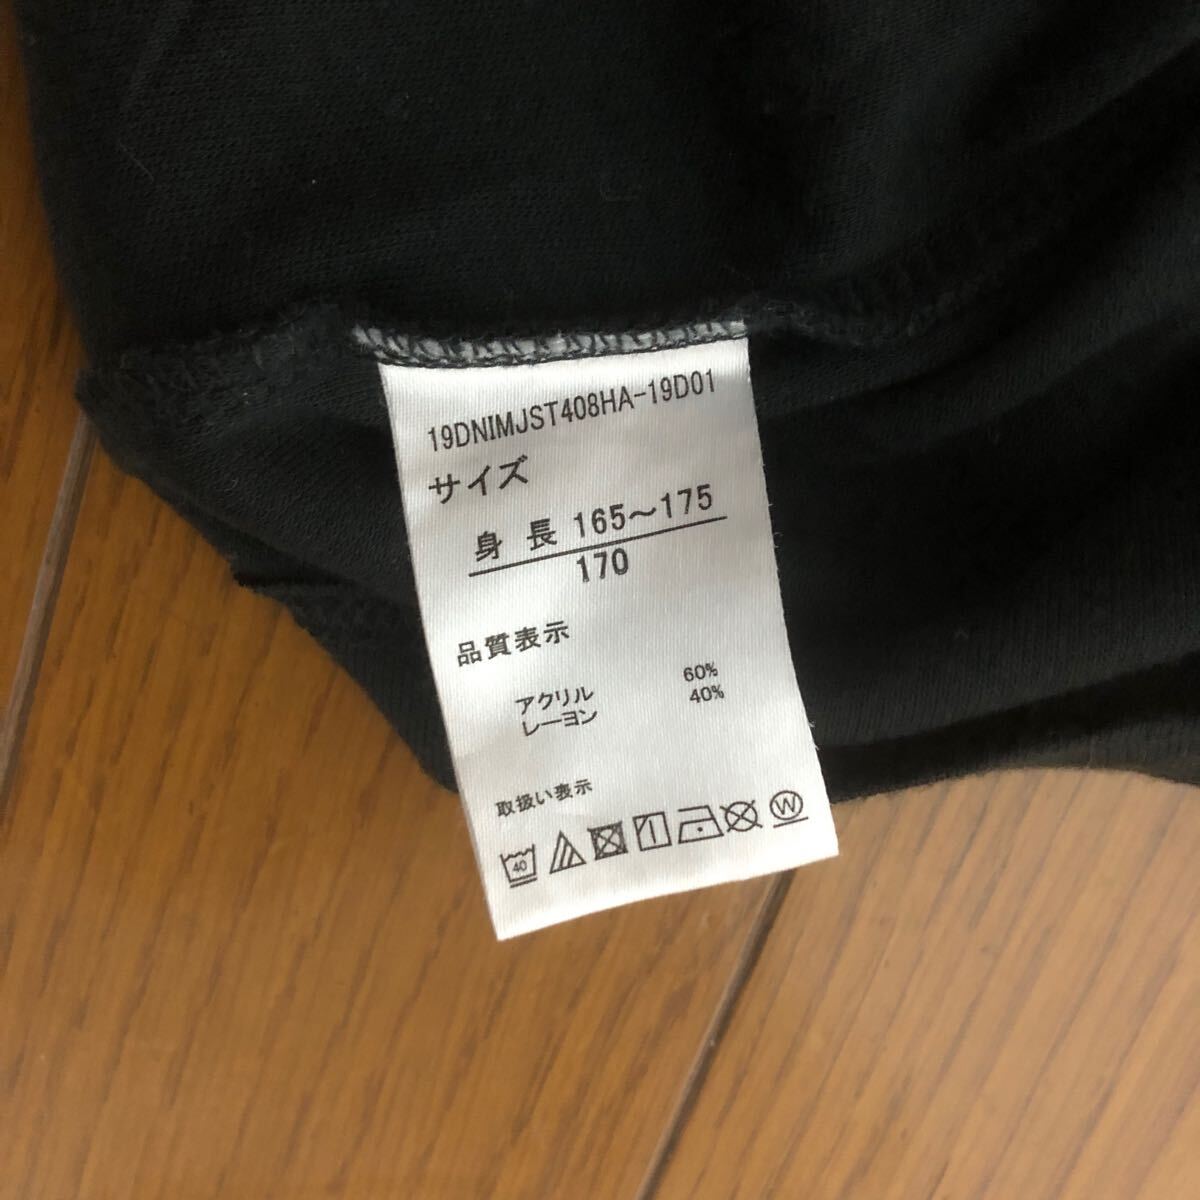 19DNIMJST408HA-19D01
サイズ
身 長 165～175
170
品質表示
アクリル 60%
レーヨン 40%
取扱い表示
40 W